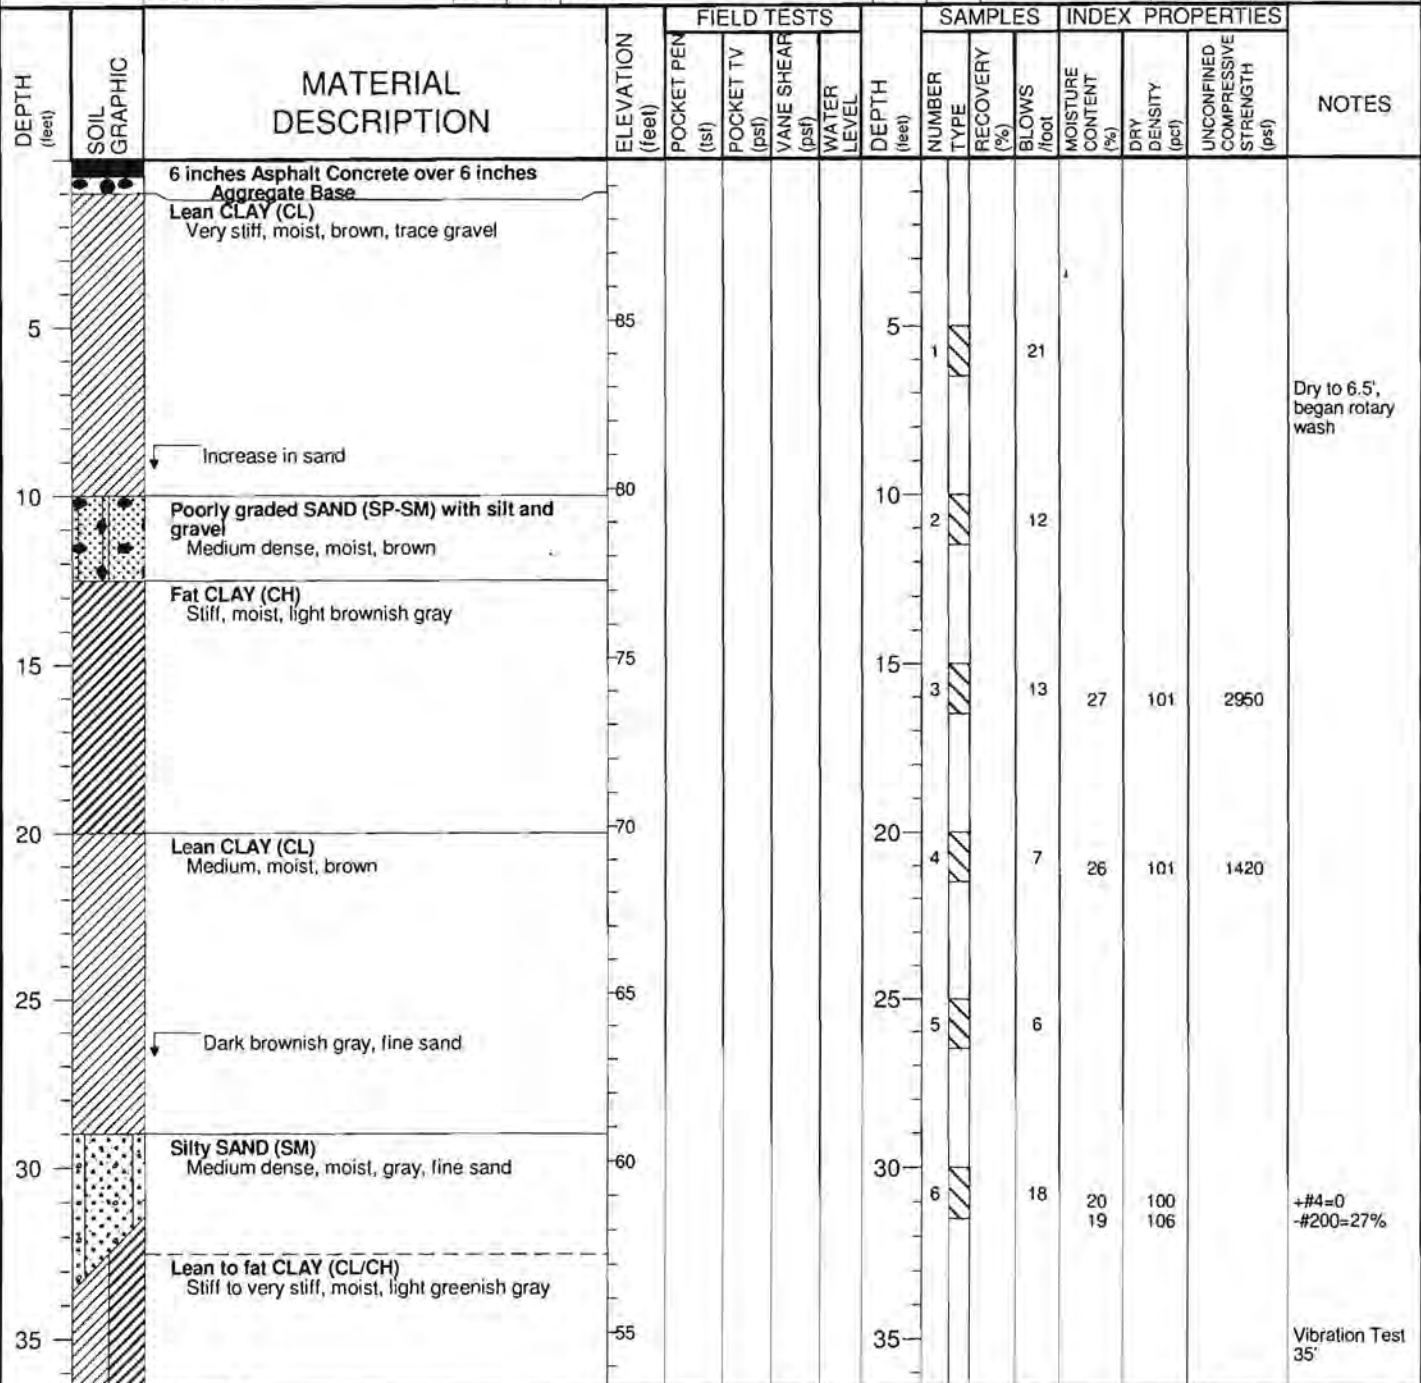 FIELD TESTS SAMPLES INDEX PROPERTIES
DEPTH (feet)
SOIL GRAPHIC
MATERIAL
DESCRIPTION
ELEVATION (feet)
POCKET PEN (tsf)
POCKET TV (psf)
VANE SHEAR (psf)
WATER LEVEL
DEPTH (feet)
NUMBER
TYPE
RECOVERY (%)
BLOWS /foot
MOISTURE CONTENT (%)
DRY DENSITY (pcf)
UNCONFINED COMPRESSIVE STRENGTH (psf)
NOTES
6 inches Asphalt Concrete over 6 inches
Aggregate Base
Lean CLAY (CL)
Very stiff, moist, brown, trace gravel
5 85 5
1 21
Dry to 6.5',
began rotary
wash
Increase in sand
10 80 10
Poorly graded SAND (SP-SM) with silt and
gravel
2 12
Medium dense, moist, brown
Fat CLAY (CH)
Stiff, moist, light brownish gray
15 75 15
3 13 27 101 2950
20 70 20
Lean CLAY (CL)
Medium, moist, brown
4 7 26 101 1420
25 65 25
5 6
Dark brownish gray, fine sand
Silty SAND (SM)
Medium dense, moist, gray, fine sand
30 60 30
6 18 20 100 +#4=0
19 106 -#200=27%
Lean to fat CLAY (CL/CH)
Stiff to very stiff, moist, light greenish gray
35 55 35 Vibration Test
35'